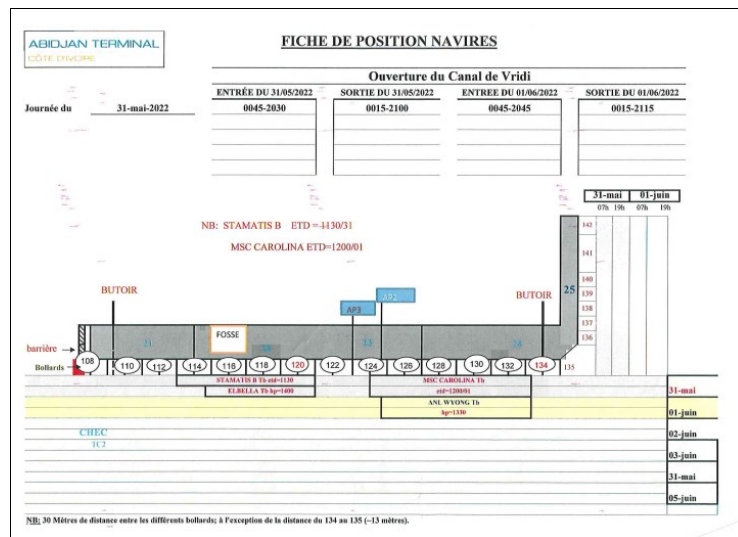 ABIDJAN TERMINAL
CÔTE D'IVOIRE
FICHE DE POSITION NAVIRES
Ouverture du Canal de Vridi
ENTRÉE DU 31/05/2022 SORTIE DU 31/05/2022 ENTREE DU 01/06/2022 SORTIE DU 01/06/2022
Journée du 31-mai-2022 0045-2030 0015-2100 0045-2045 0015-2115
31-mai 01-juin
07h 19h 07h 19h
NB: STAMATIS B ETD =1130/31
MSC CAROLINA ETD=1200/01
142
141
140
139
138
137
136
135
25
BUTOIR
AP3
AP2
BUTOIR
FOSSE
21
23
24
barrière
Bollards
108 110 112 114 116 118 120 122 124 126 128 130 132 134
STAMATIS B Tb etd=1130
ELBELLA Tb hp=1400
MSC CAROLINA Tb
etd=1200/01
31-mai
ANL WYONG Tb
hp=1330
01-juin
CHEC
TC2
02-juin
03-juin
31-mai
05-juin
NB: 30 Mètres de distance entre les différents bollards; à l'exception de la distance du 134 au 135 (~13 mètres).